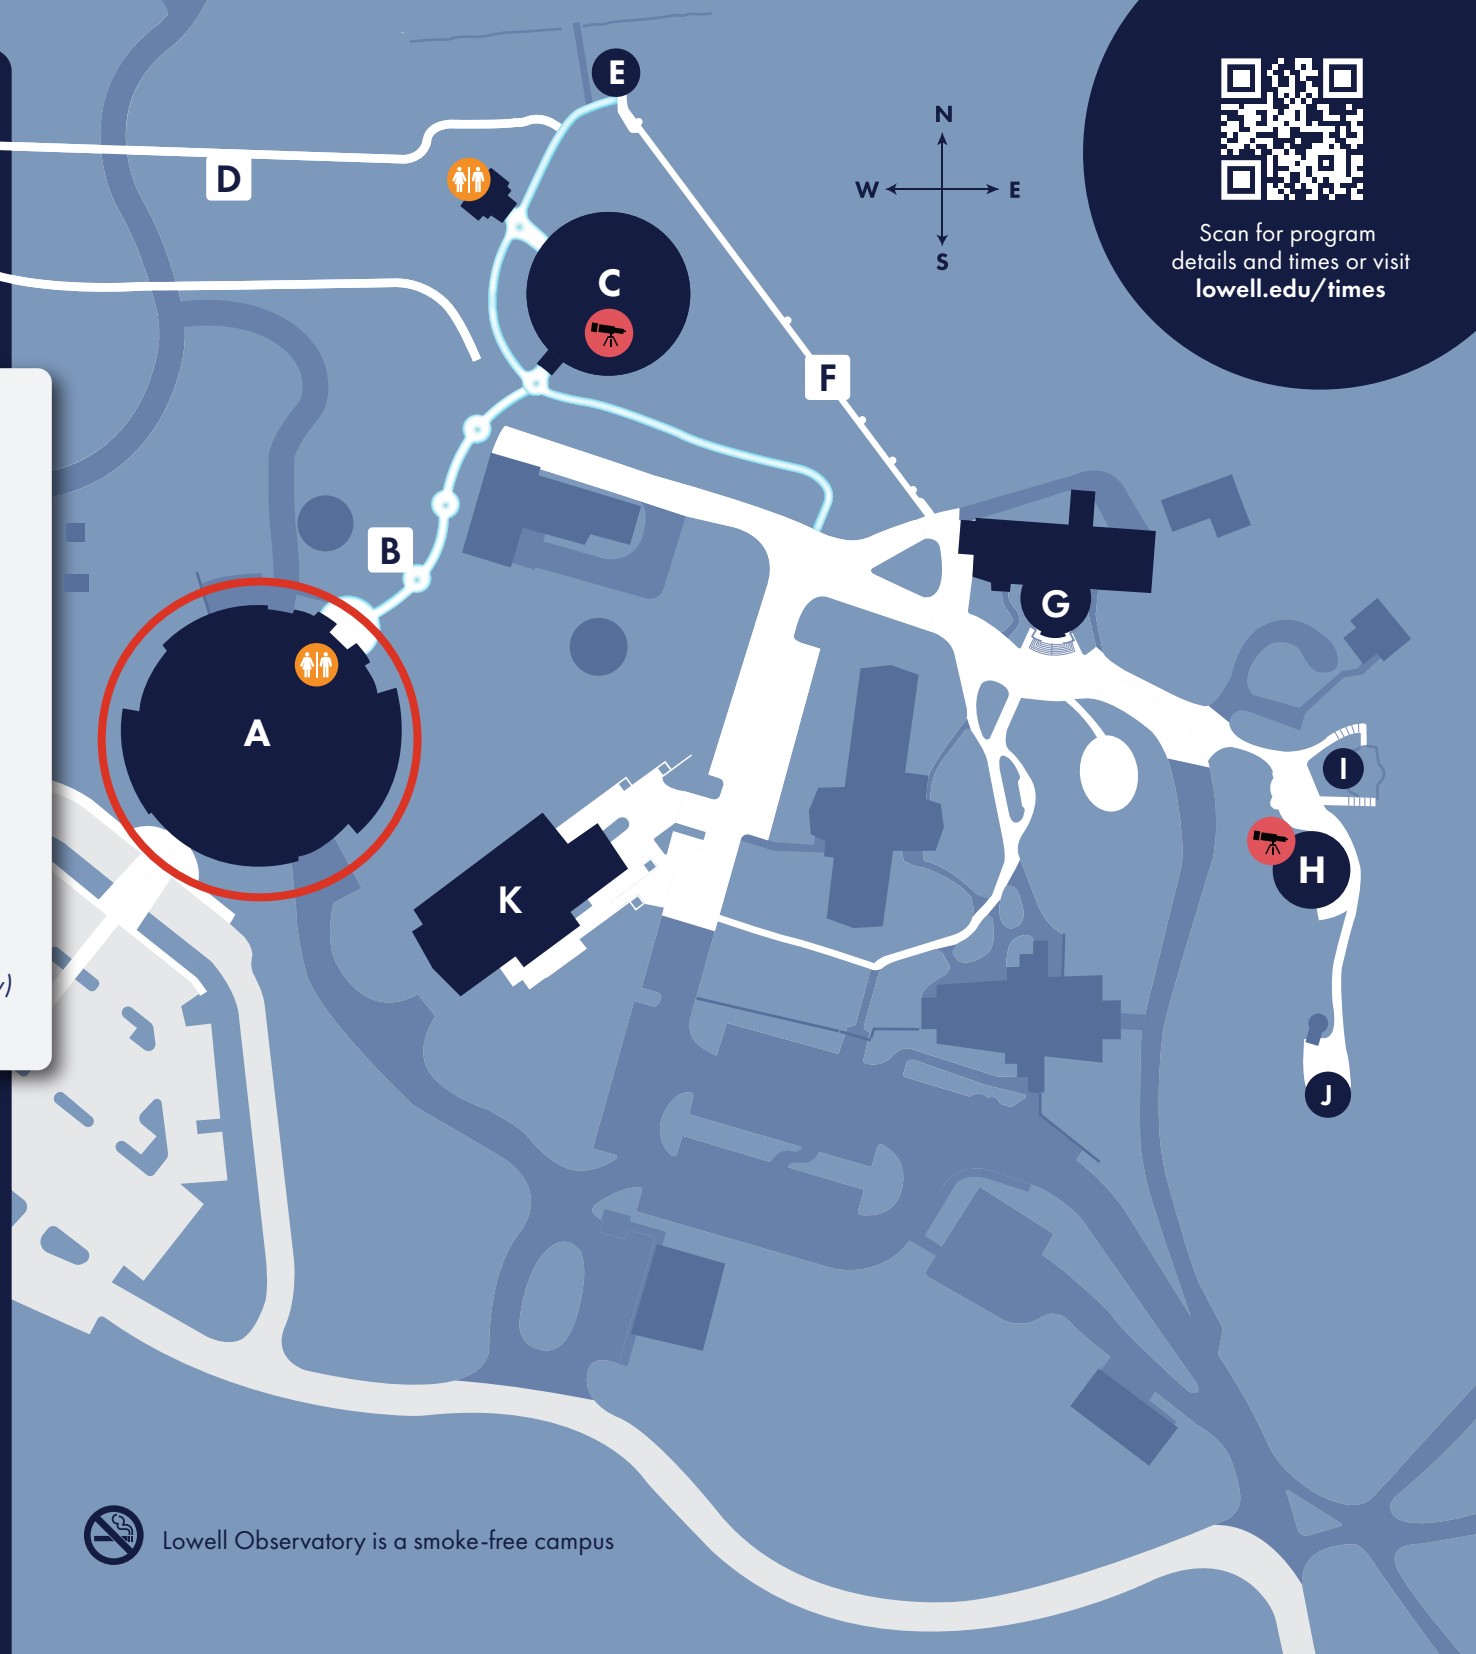 E
N
W E
S
D
C
F
B
G
A
I
H
K
J
Scan for program
details and times or visit
lowell.edu/times
y)
Lowell Observatory is a smoke-free campus